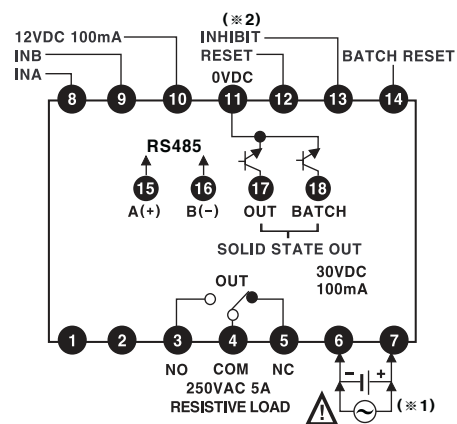 (※2)
12VDC 100mA
INHIBIT
INB
RESET
BATCH RESET
INA
0VDC
8 9 10 11 12 13 14
RS485
15 16 17 18
A(+) B(-) OUT BATCH
SOLID STATE OUT
30VDC
100mA
OUT
1 2 3 4 5 6 7
NO COM NC
- +
250VAC 5A
(※1)
RESISTIVE LOAD
!